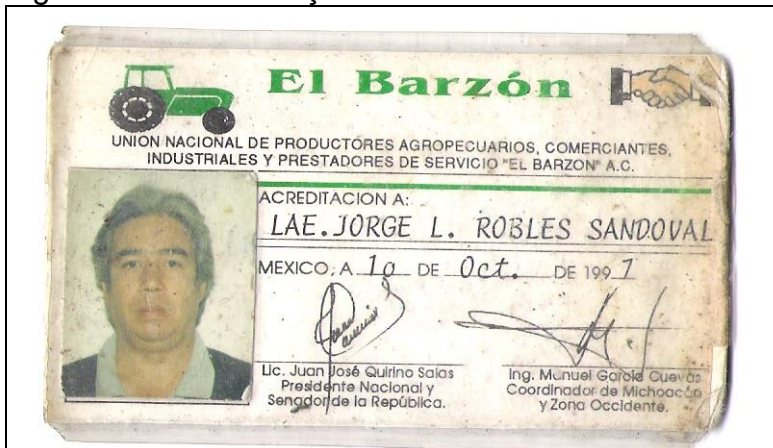 El Barzón
UNION NACIONAL DE PRODUCTORES AGROPECUARIOS, COMERCIANTES,
INDUSTRIALES Y PRESTADORES DE SERVICIO "EL BARZON" A.C.
ACREDITACION A:
LAE. JORGE L. ROBLES SANDOVAL
MEXICO, A 10 DE Oct. DE 1997
Lic. Juan José Quirino Salas
Presidente Nacional y
Senador de la República.
Ing. Manuel García Cuevas
Coordinador de Michoacán
y Zona Occidente.